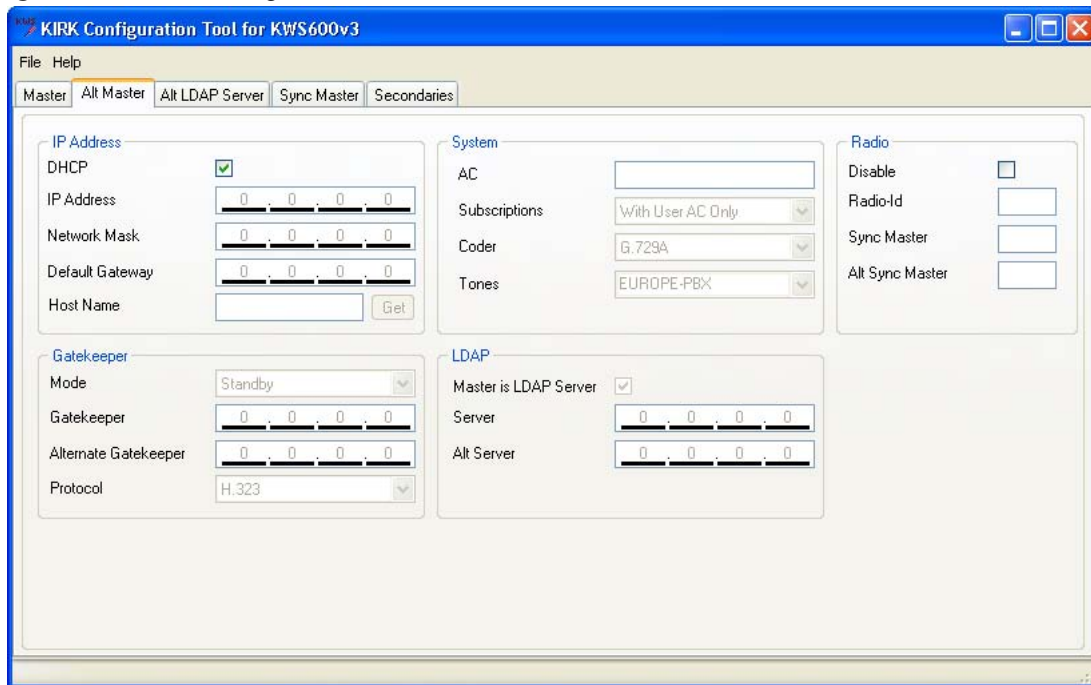 KWS KIRK Configuration Tool for KWS600v3
File Help
Master Alt Master Alt LDAP Server Sync Master Secondaries
IP Address
DHCP
IP Address 0 . 0 . 0 . 0
Network Mask 0 . 0 . 0 . 0
Default Gateway 0 . 0 . 0 . 0
Host Name Get
System
AC
Subscriptions With User AC Only
Coder G.729A
Tones EUROPE-PBX
Radio
Disable
Radio-Id
Sync Master
Alt Sync Master
Gatekeeper
Mode Standby
Gatekeeper 0 . 0 . 0 . 0
Alternate Gatekeeper 0 . 0 . 0 . 0
Protocol H.323
LDAP
Master is LDAP Server
Server 0 . 0 . 0 . 0
Alt Server 0 . 0 . 0 . 0